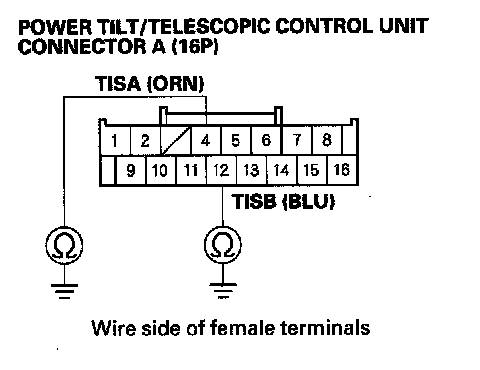 POWER TILT/TELESCOPIC CONTROL UNIT
CONNECTOR A (16P)
TISA (ORN)
1 2 4 5 6 7 8
9 10 11 12 13 14 15 16
TISB (BLU)
Ω Ω
Wire side of female terminals